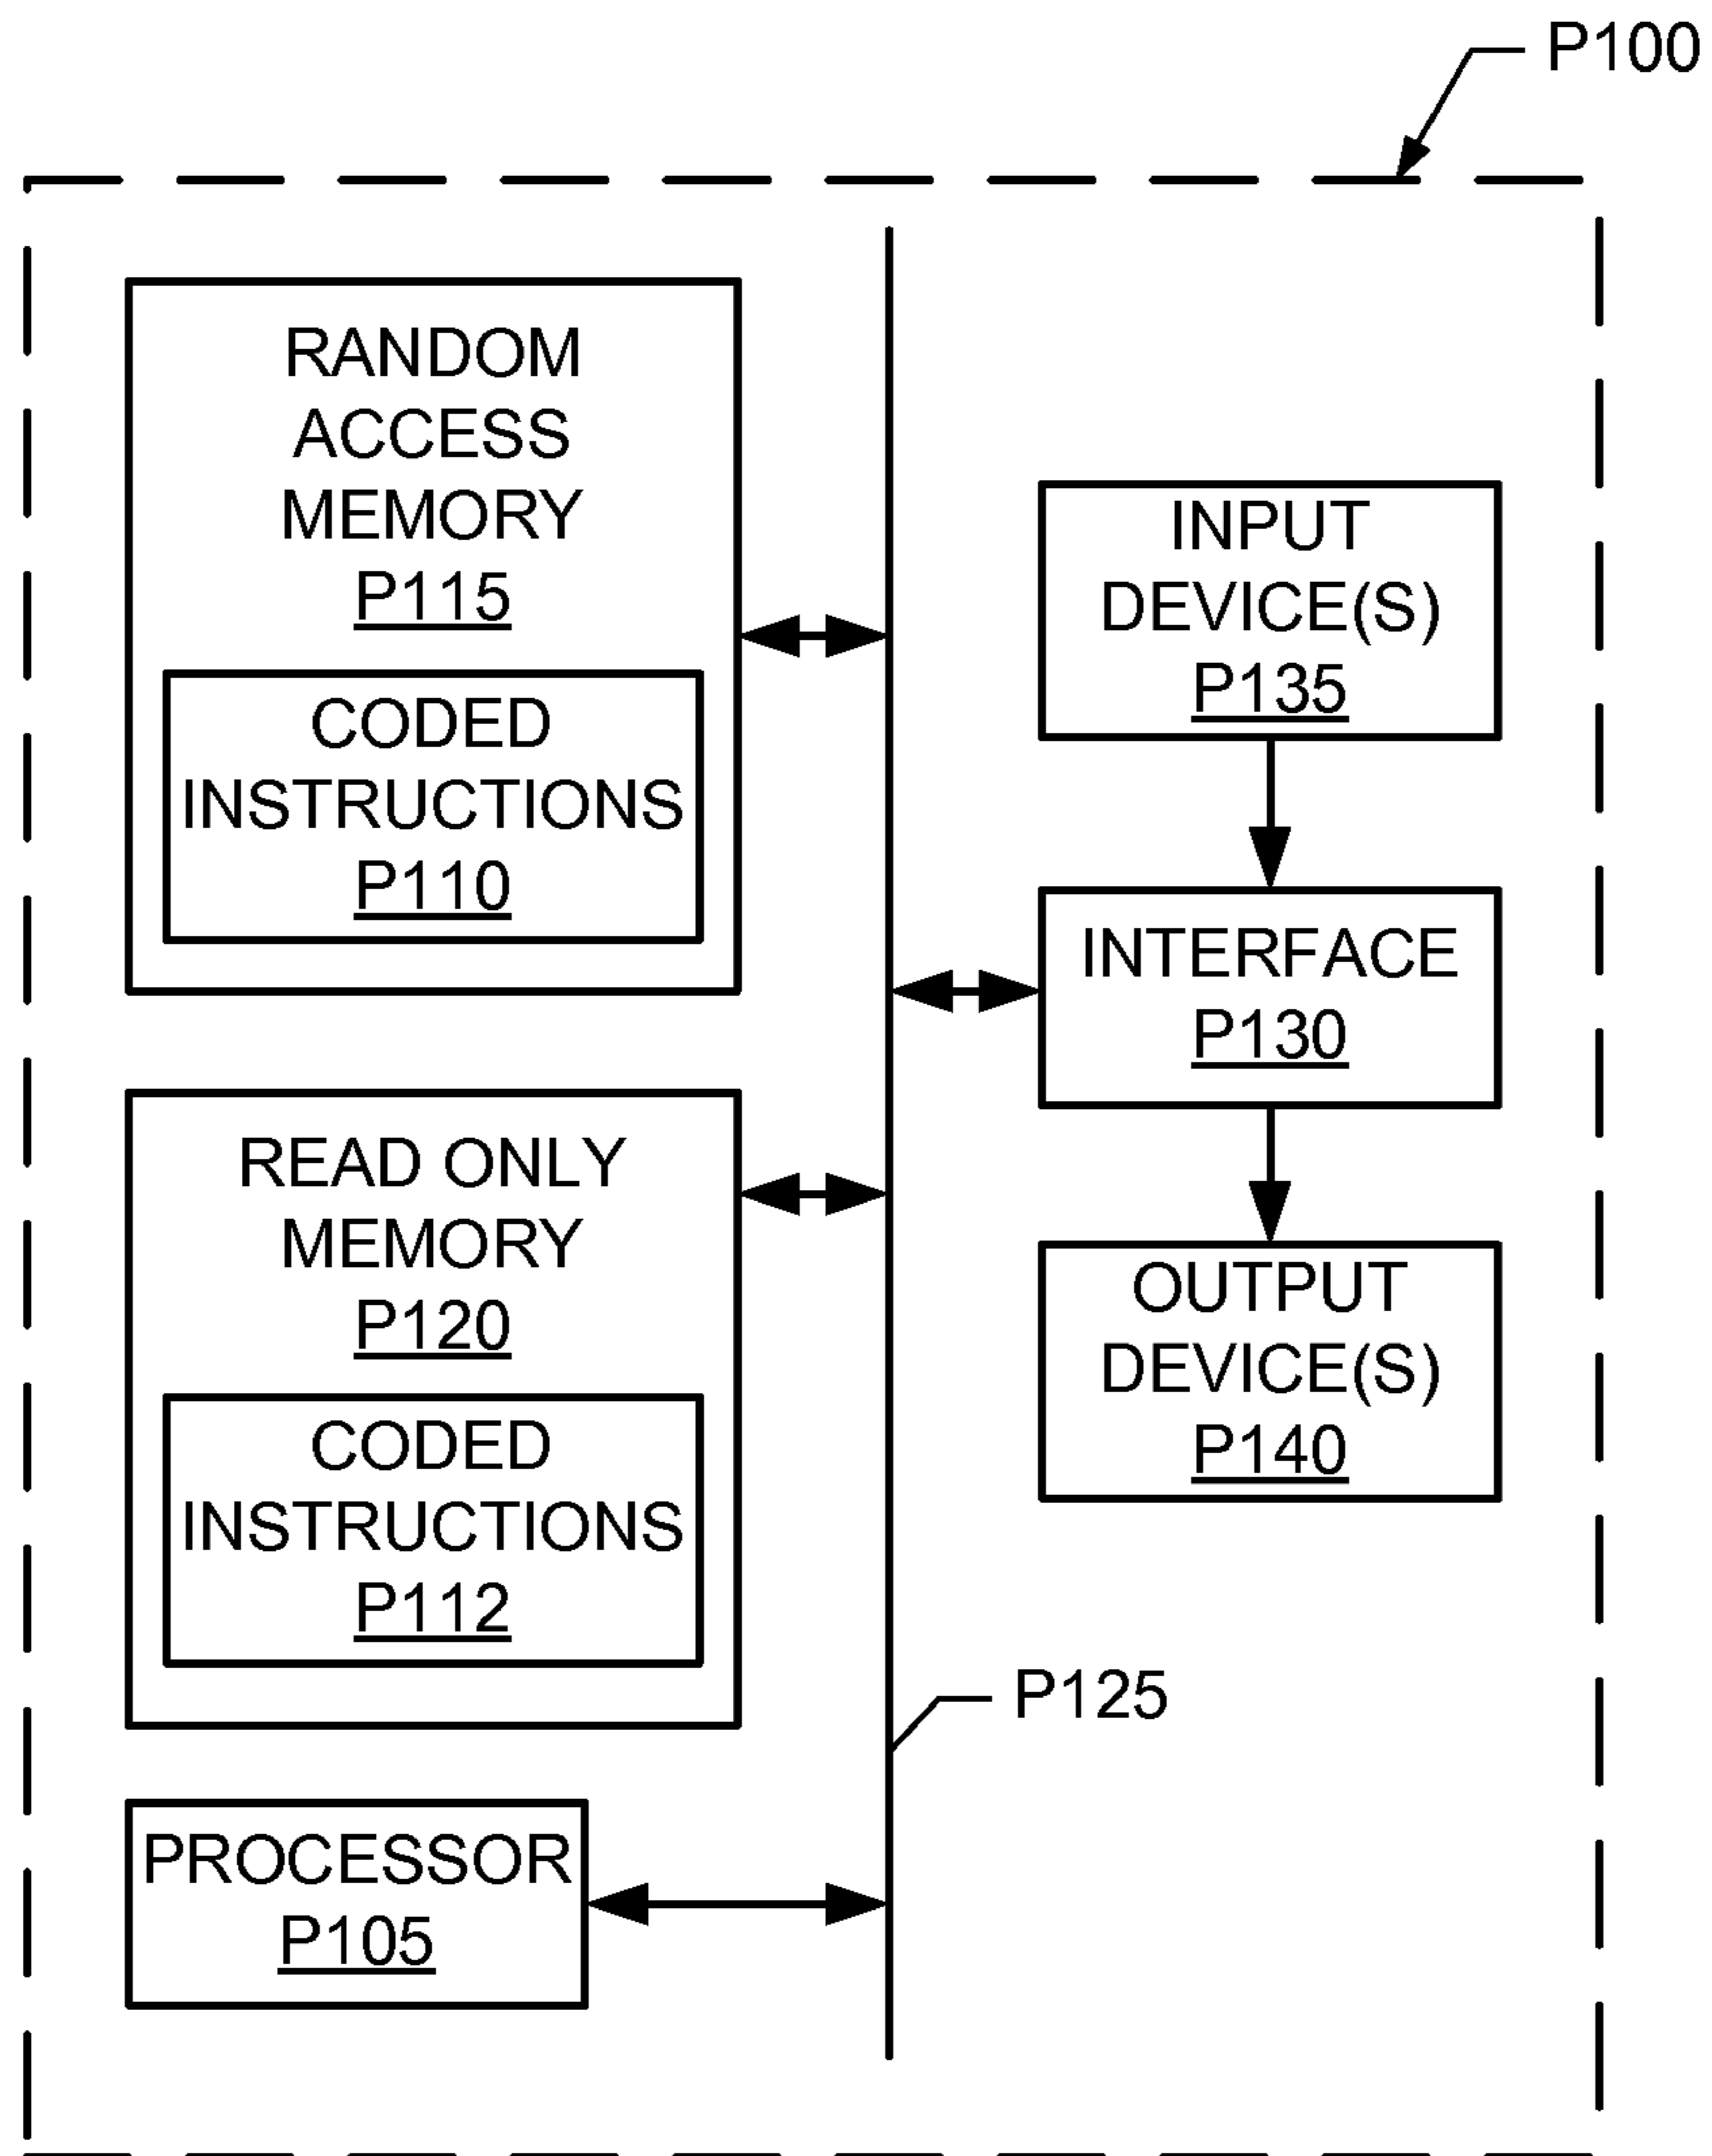 P100
RANDOM
ACCESS
MEMORY
P115
CODED
INSTRUCTIONS
P110
READ ONLY
MEMORY
P120
CODED
INSTRUCTIONS
P112
PROCESSOR
P105
INPUT
DEVICE(S)
P135
INTERFACE
P130
OUTPUT
DEVICE(S)
P140
P125